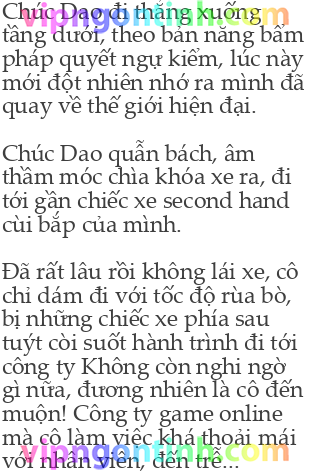 Chúc Dao đi thẳng xuống
vipngontinh.com
tầng dưới, theo bản năng bấm
pháp quyết ngự kiếm, lúc này
mới đột nhiên nhớ ra mình đã
quay về thế giới hiện đại.
Chúc Dao quẫn bách, âm
thầm móc chìa khóa xe ra, đi
tới gần chiếc xe second hand
cùi bắp của mình.
Đã rất lâu rồi không lái xe, cô
chỉ dám đi với tốc độ rùa bò,
bị những chiếc xe phía sau
tuýt còi suốt hành trình đi tới
công ty Không còn nghi ngờ
gì nữa, đương nhiên là cô đến
muộn! Công ty game online
mà cô làm việc khá thoải mái
vipngontinh.com
với nhân viên, đến trễ...